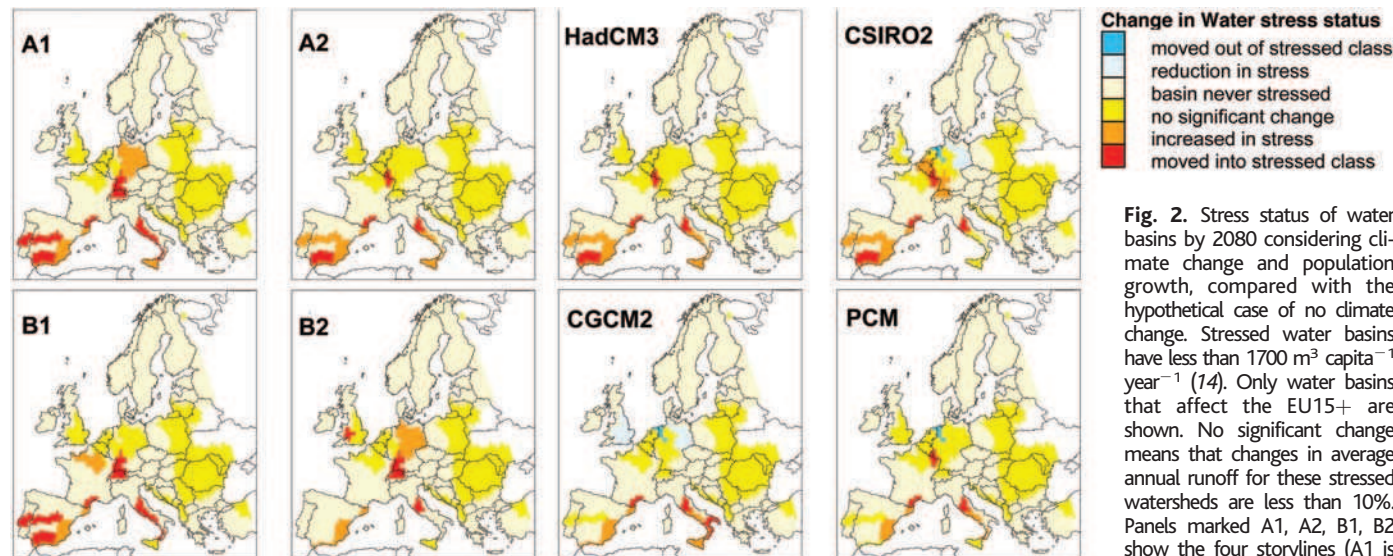 A1
A2
HadCM3
CSIRO2
B1
B2
CGCM2
PCM
Change in Water stress status
moved out of stressed class
reduction in stress
basin never stressed
no significant change
increased in stress
moved into stressed class
Fig. 2. Stress status of water
basins by 2080 considering cli-
mate change and population
growth, compared with the
hypothetical case of no climate
change. Stressed water basins
have less than 1700 m³ capita⁻¹
year⁻¹ (14). Only water basins
that affect the EU15+ are
shown. No significant change
means that changes in average
annual runoff for these stressed
watersheds are less than 10%.
Panels marked A1, A2, B1, B2
show the four storylines (A1 is